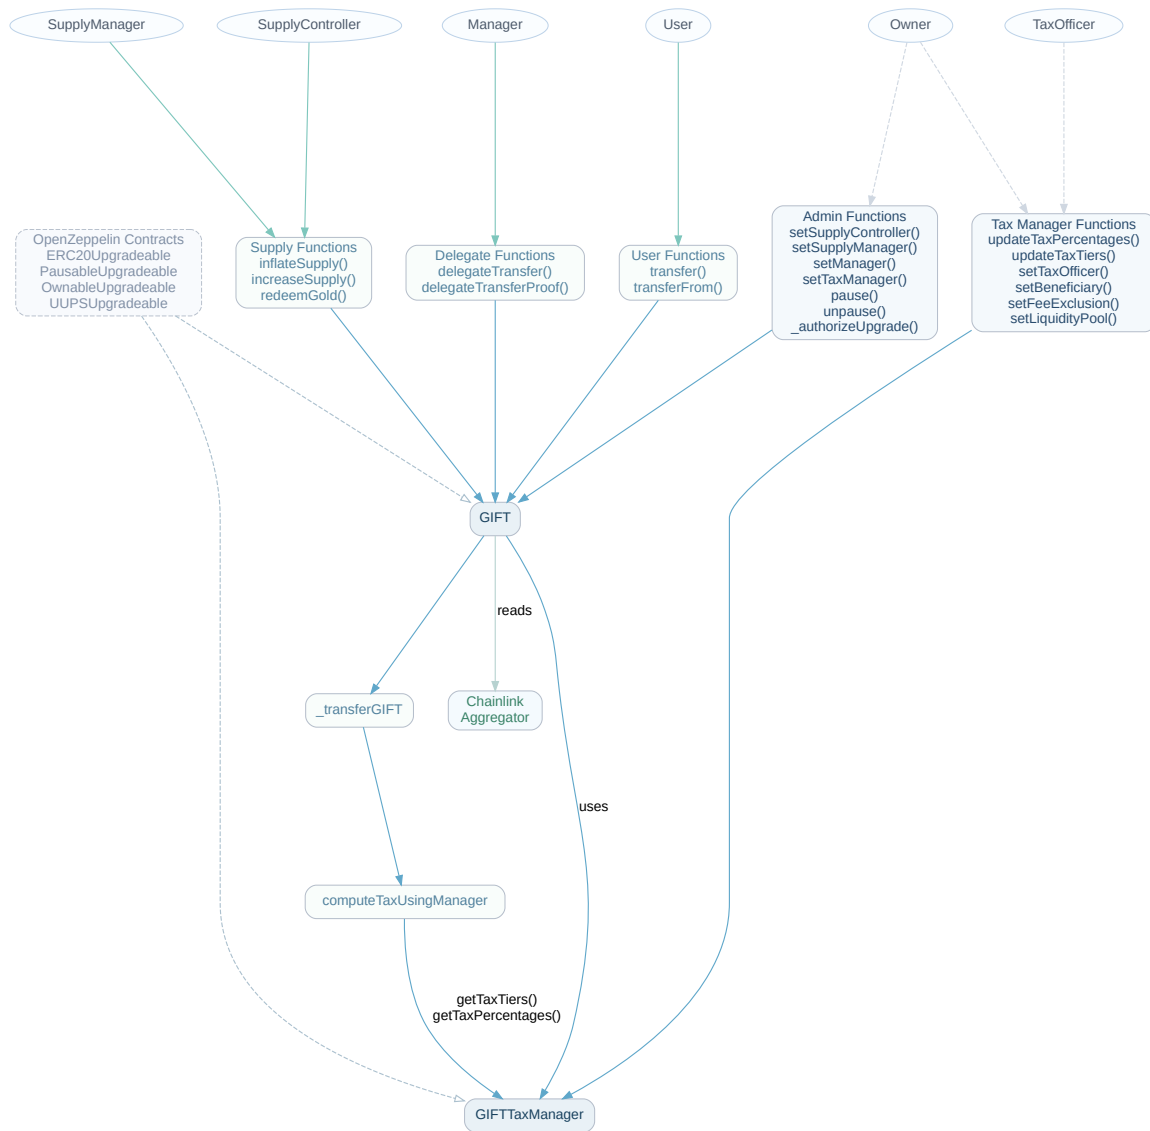 SupplyManager
SupplyController
Manager
User
Owner
TaxOfficer
OpenZeppelin Contracts
ERC20Upgradeable
PausableUpgradeable
OwnableUpgradeable
UUPSUpgradeable
Supply Functions
inflateSupply()
increaseSupply()
redeemGold()
Delegate Functions
delegateTransfer()
delegateTransferProof()
User Functions
transfer()
transferFrom()
Admin Functions
setSupplyController()
setSupplyManager()
setManager()
setTaxManager()
pause()
unpause()
_authorizeUpgrade()
Tax Manager Functions
updateTaxPercentages()
updateTaxTiers()
setTaxOfficer()
setBeneficiary()
setFeeExclusion()
setLiquidityPool()
GIFT
reads
_transferGIFT
Chainlink
Aggregator
uses
computeTaxUsingManager
getTaxTiers()
getTaxPercentages()
GIFTTaxManager